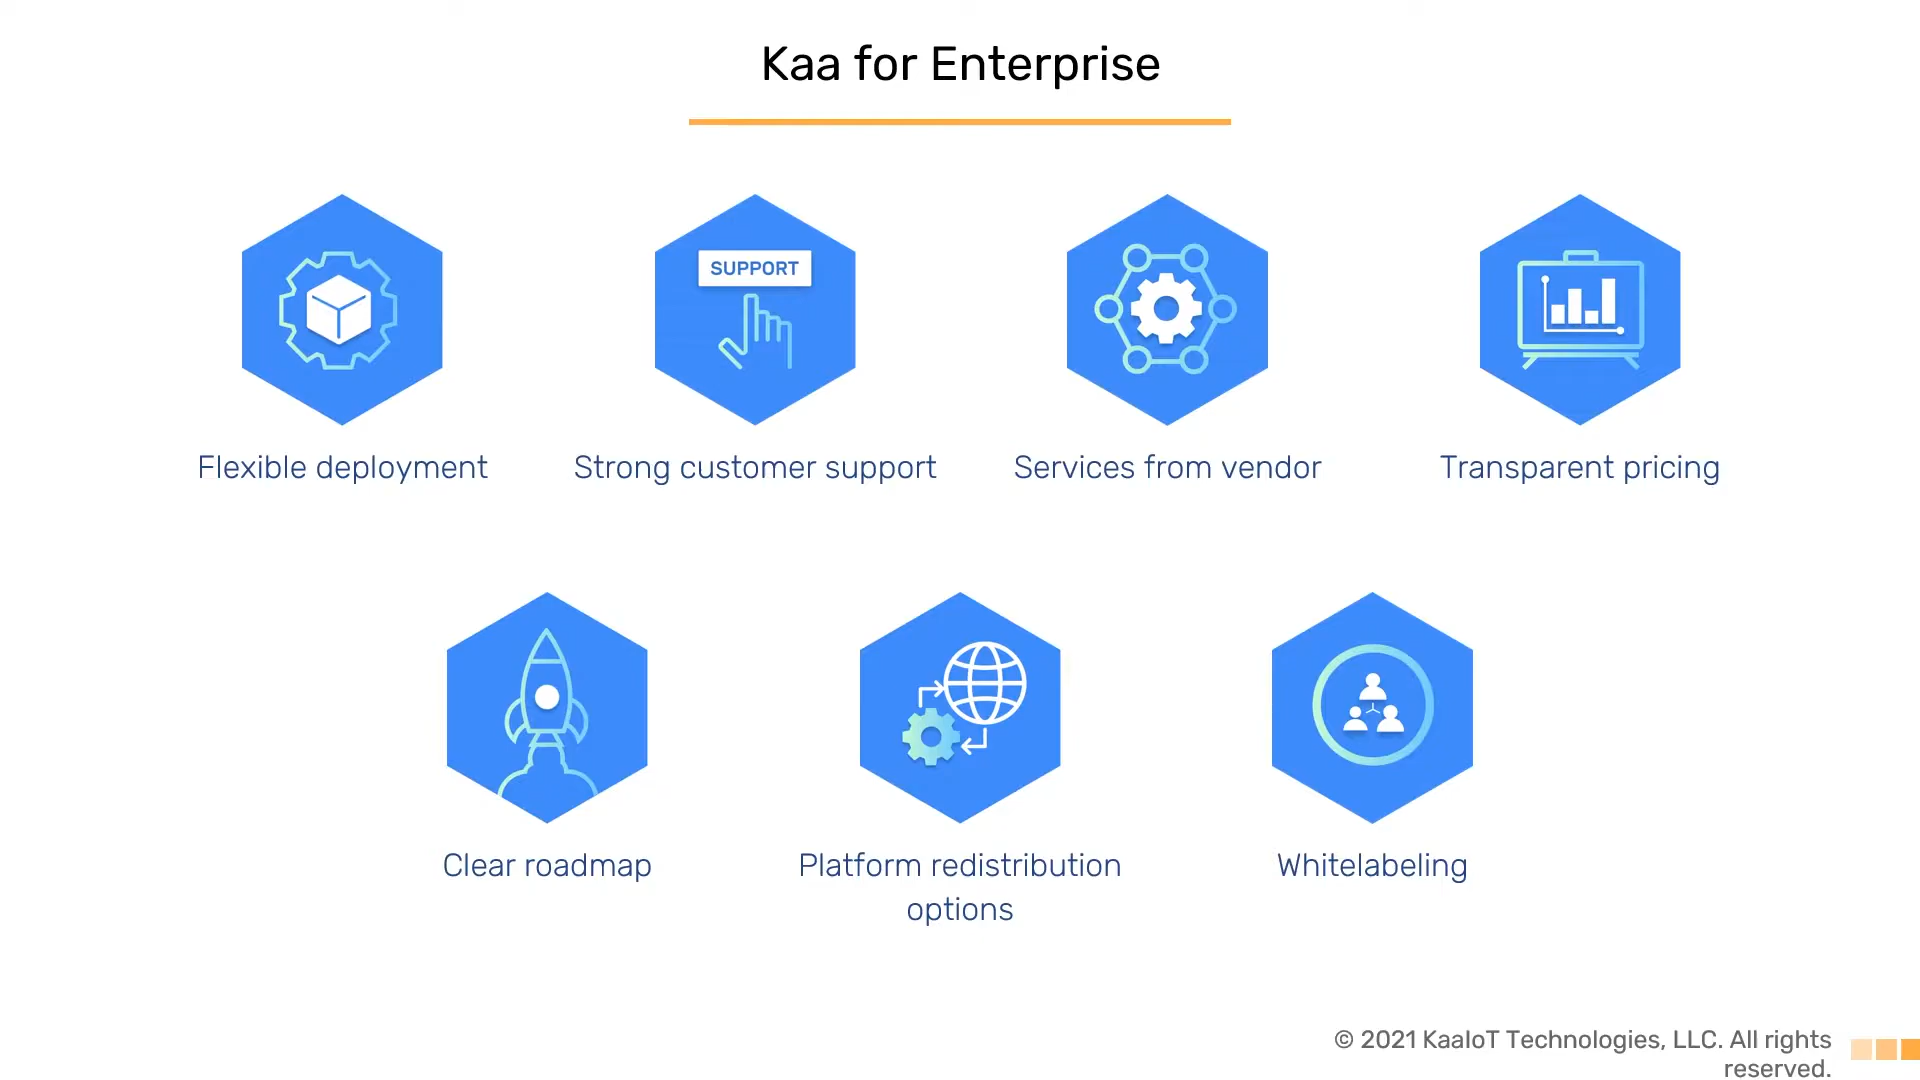 Kaa for Enterprise
SUPPORT
Flexible deployment
Strong customer support
Services from vendor
Transparent pricing
Clear roadmap
Platform redistribution
options
Whitelabeling
© 2021 KaaIoT Technologies, LLC. All rights
reserved.